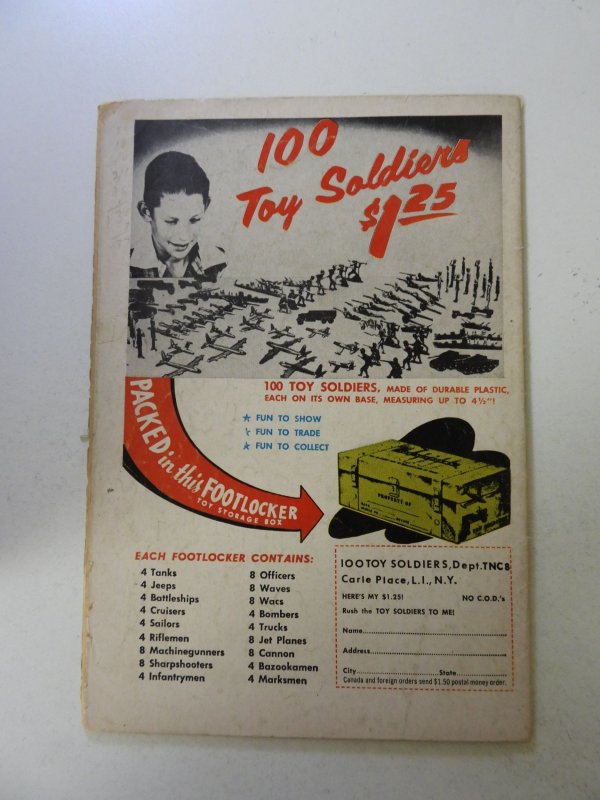 100
Toy Soldiers
$1.25
100 TOY SOLDIERS, MADE OF DURABLE PLASTIC,
EACH ON ITS OWN BASE, MEASURING UP TO 4½"!
★ FUN TO SHOW
★ FUN TO TRADE
★ FUN TO COLLECT
PACKED in this FOOTLOCKER
TOY STORAGE BOX
PROPERTY OF
EACH FOOTLOCKER CONTAINS:
4 Tanks
4 Jeeps
4 Battleships
4 Cruisers
4 Sailors
4 Riflemen
8 Machinegunners
8 Sharpshooters
4 Infantrymen
8 Officers
8 Waves
8 Wacs
4 Bombers
4 Trucks
8 Jet Planes
8 Cannon
4 Bazookamen
4 Marksmen
100 TOY SOLDIERS, Dept. TNC8
Carle Place, L.I., N.Y.
HERE'S MY $1.25! NO C.O.D.'s
Rush the TOY SOLDIERS TO ME!
Name
Address
City State
Canada and foreign orders send $1.50 postal money order.